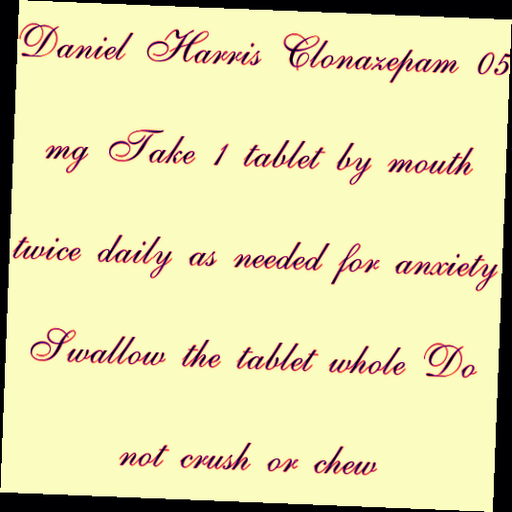 Daniel Harris Clonazepam 05
mg Take 1 tablet by mouth
twice daily as needed for anxiety
Swallow the tablet whole Do
not crush or chew